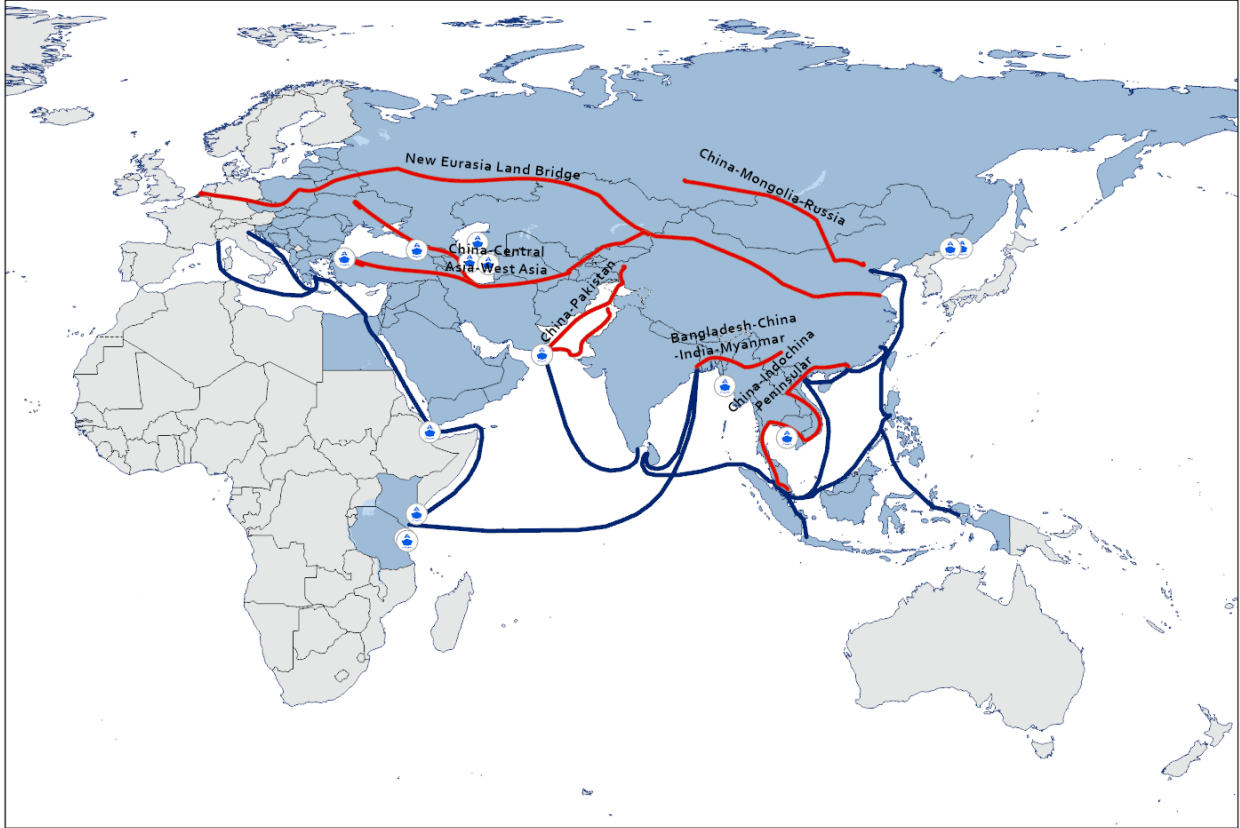 New Eurasia Land Bridge
China-Mongolia-Russia
China-Central
Asia-West Asia
China-Pakistan
Bangladesh-China
-India-Myanmar
China-Indochina
Peninsular